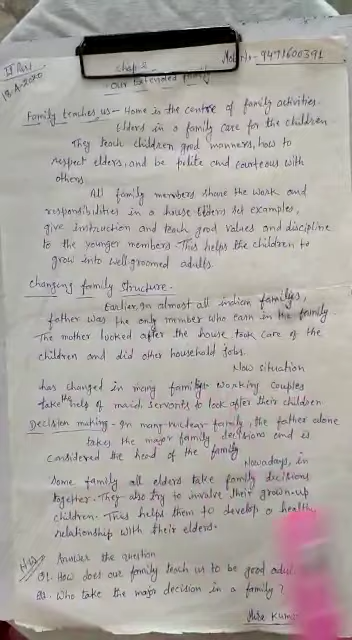 Mob No:- 9471600391
II Part
18-4-2020
Chap-2
Our Extended family
Family teaches us - Home is the centre of family activities.
Elders in a family care for the children
They teach children good manners, how to
respect elders, and be polite and courteous with
others.
All family members share the work and
responsibilities in a house. Elders set examples,
give instruction and teach good values and discipline
to the younger members. This helps the children to
grow into well-groomed adults.
Changing family structure.
Earlier, in almost all indian families,
father was the only member who earn in the family.
The mother looked after the house, took care of the
children and did other household jobs.
Now situation
has changed in many family. Working couples
take the help of maid servants to look after their children
Decision making - In many nuclear family, the father alone
takes the major family decisions and is
considered the head of the family
Nowadays, in
some family all elders take family decisions
together. They also try to involve their grown-up
children. This helps them to develop a health
relationship with their elders.
H.W Answer the question
Q1. How does our family teach us to be good
Q2. Who take the major decision in a family?